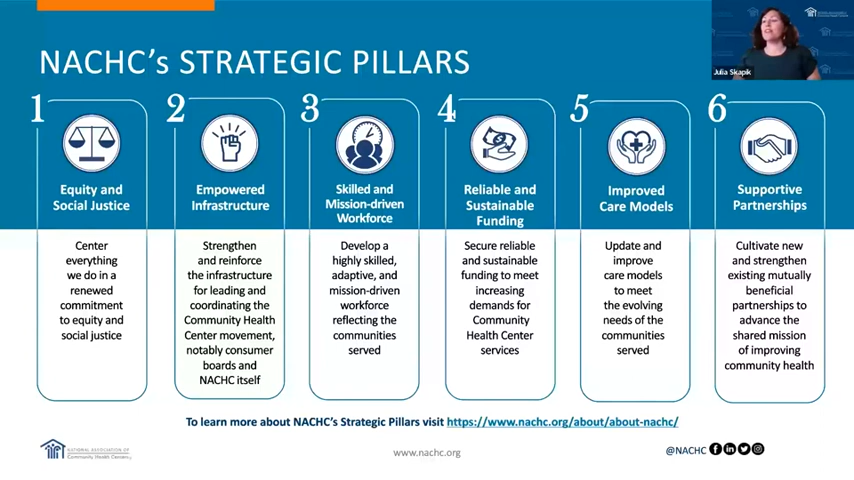 NACHC's STRATEGIC PILLARS
Julia Skapik
1
Equity and
Social Justice
Center
everything
we do in a
renewed
commitment
to equity and
social justice
2
Empowered
Infrastructure
Strengthen
and reinforce
the infrastructure
for leading and
coordinating the
Community Health
Center movement,
notably consumer
boards and
NACHC itself
3
Skilled and
Mission-driven
Workforce
Develop a
highly skilled,
adaptive, and
mission-driven
workforce
reflecting the
communities
served
4
Reliable and
Sustainable
Funding
Secure reliable
and sustainable
funding to meet
increasing
demands for
Community
Health Center
services
5
Improved
Care Models
Update and
improve
care models
to meet
the evolving
needs of the
communities
served
6
Supportive
Partnerships
Cultivate new
and strengthen
existing mutually
beneficial
partnerships to
advance the
shared mission
of improving
community health
To learn more about NACHC's Strategic Pillars visit https://www.nachc.org/about/about-nachc/
NATIONAL ASSOCIATION OF
Community Health Centers
www.nachc.org
@NACHC